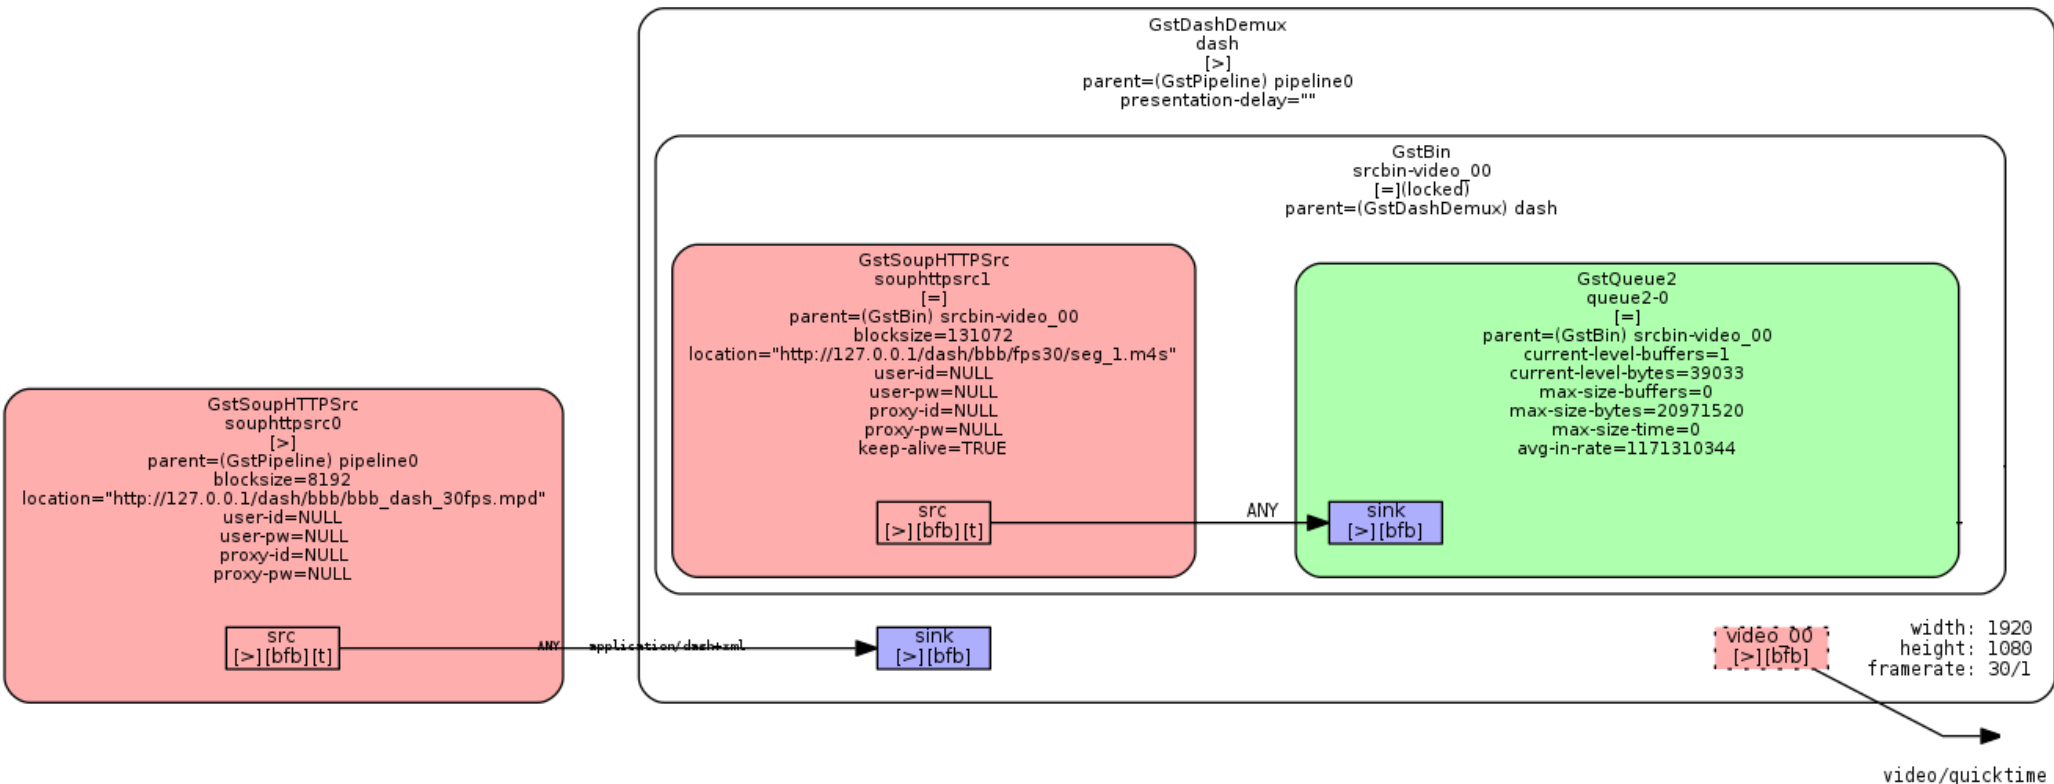 GstDashDemux
dash
[>]
parent=(GstPipeline) pipeline0
presentation-delay=""
GstBin
srcbin-video_00
[=](locked)
parent=(GstDashDemux) dash
GstSoupHTTPSrc
souphttpsrc1
[=]
parent=(GstBin) srcbin-video_00
blocksize=131072
location="http://127.0.0.1/dash/bbb/fps30/seg_1.m4s"
user-id=NULL
user-pw=NULL
proxy-id=NULL
proxy-pw=NULL
keep-alive=TRUE
src
[>][bfb][t]
ANY
GstQueue2
queue2-0
[=]
parent=(GstBin) srcbin-video_00
current-level-buffers=1
current-level-bytes=39033
max-size-buffers=0
max-size-bytes=20971520
max-size-time=0
avg-in-rate=1171310344
sink
[>][bfb]
GstSoupHTTPSrc
souphttpsrc0
[>]
parent=(GstPipeline) pipeline0
blocksize=8192
location="http://127.0.0.1/dash/bbb/bbb_dash_30fps.mpd"
user-id=NULL
user-pw=NULL
proxy-id=NULL
proxy-pw=NULL
src
[>][bfb][t]
ANY
application/dash+xml
sink
[>][bfb]
video_00
[>][bfb]
width: 1920
height: 1080
framerate: 30/1
video/quicktime